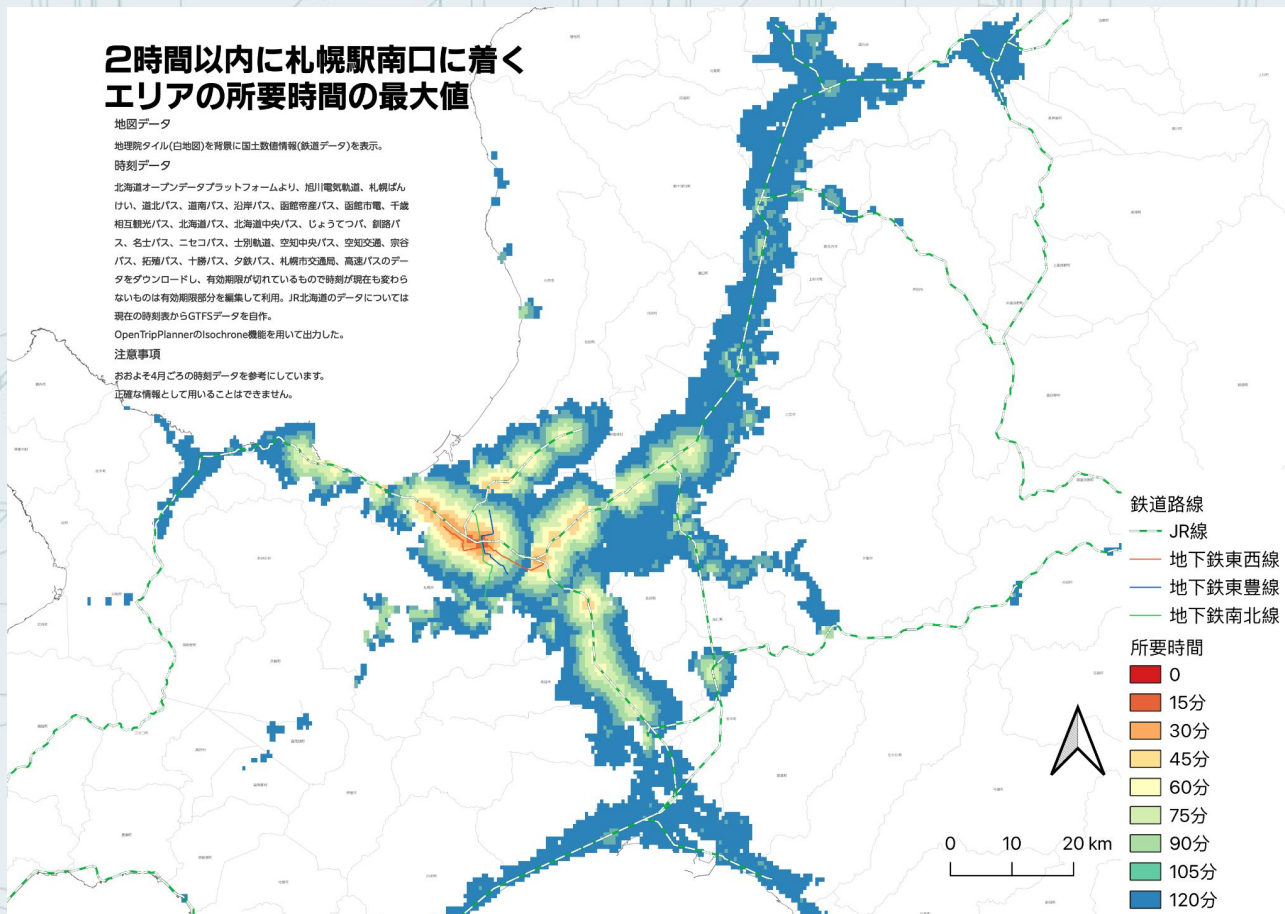 2時間以内に札幌駅南口に着く
エリアの所要時間の最大値
地図データ
地理院タイル(白地図)を背景に国土数値情報(鉄道データ)を表示。
時刻データ
北海道オープンデータプラットフォームより、旭川電気軌道、札幌ばん
けい、道北バス、道南バス、沿岸バス、函館帝産バス、函館市電、千歳
相互観光バス、北海道バス、北海道中央バス、じょうてつバ、釧路バ
ス、名士バス、ニセコバス、士別軌道、空知中央バス、空知交通、宗谷
バス、拓殖バス、十勝バス、夕鉄バス、札幌市交通局、高速バスのデー
タをダウンロードし、有効期限が切れているもので時刻が現在も変わら
ないものは有効期限部分を編集して利用。JR北海道のデータについては
現在の時刻表からGTFSデータを自作。
OpenTripPlannerのIsochrone機能を用いて出力した。
注意事項
おおよそ4月ごろの時刻データを参考にしています。
正確な情報として用いることはできません。
鉄道路線
JR線
地下鉄東西線
地下鉄東豊線
地下鉄南北線
所要時間
0
15分
30分
45分
60分
75分
90分
105分
120分
0 10 20 km